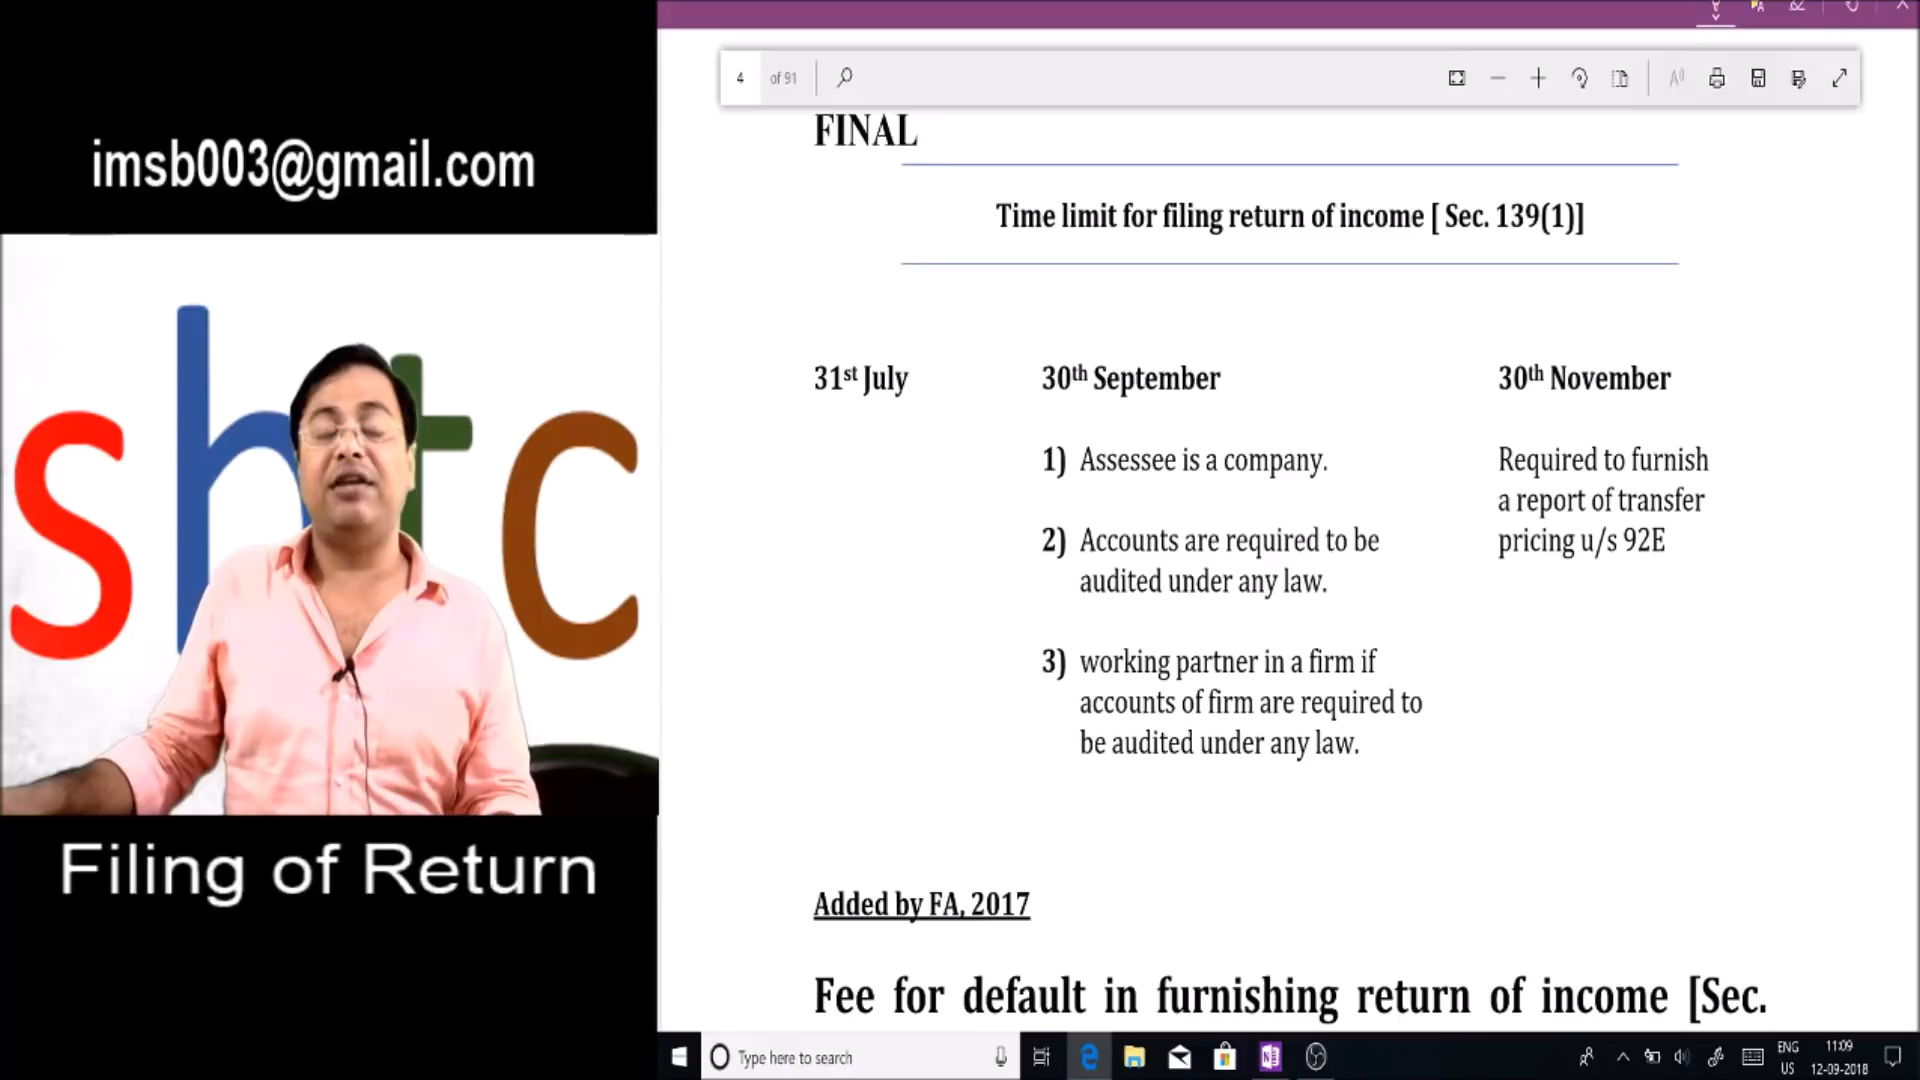 imsb003@gmail.com
shtc
Filing of Return
4 of 91
FINAL
Time limit for filing return of income [ Sec. 139(1)]
31st July
30th September
1) Assessee is a company.
2) Accounts are required to be
audited under any law.
3) working partner in a firm if
accounts of firm are required to
be audited under any law.
30th November
Required to furnish
a report of transfer
pricing u/s 92E
Added by FA, 2017
Fee for default in furnishing return of income [Sec.
Type here to search
ENG
US
11:09
12-09-2018